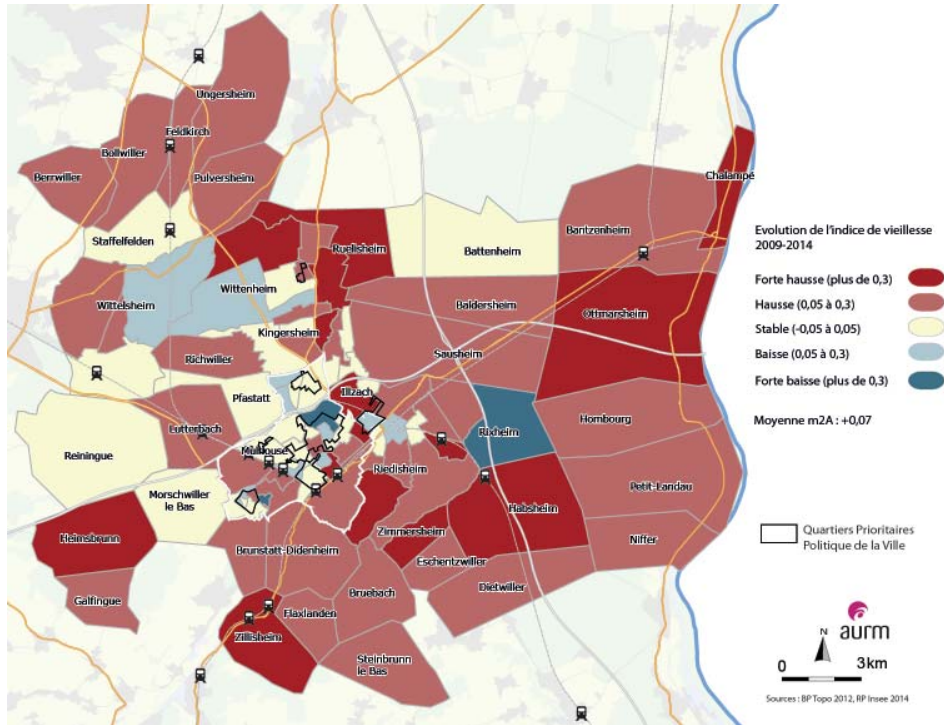 Ungersheim
Feldkirch
Bollwiller
Berrwiller
Pulversheim
Chalampé
Staffelfelden
Ruelisheim
Battenheim
Bantzenheim
Wittenheim
Wittelsheim
Baldersheim
Ottmarsheim
Kingersheim
Richwiller
Sausheim
Pfastatt
Illzach
Lutterbach
Rixheim
Hombourg
Mulhouse
Reiningue
Riedisheim
Petit-Landau
Morschwiller
le Bas
Habsheim
Zimmersheim
Niffer
Heimsbrunn
Brunstatt-Didenheim
Eschentzwiller
Dietwiller
Bruebach
Galfingue
Flaxlanden
Zillisheim
Steinbrunn
le Bas
Evolution de l'indice de vieillesse
2009-2014
Forte hausse (plus de 0,3)
Hausse (0,05 à 0,3)
Stable (-0,05 à 0,05)
Baisse (0,05 à 0,3)
Forte baisse (plus de 0,3)
Moyenne m2A : +0,07
Quartiers Prioritaires
Politique de la Ville
aurm
N
0 3km
Sources : BP Topo 2012, RP Insee 2014